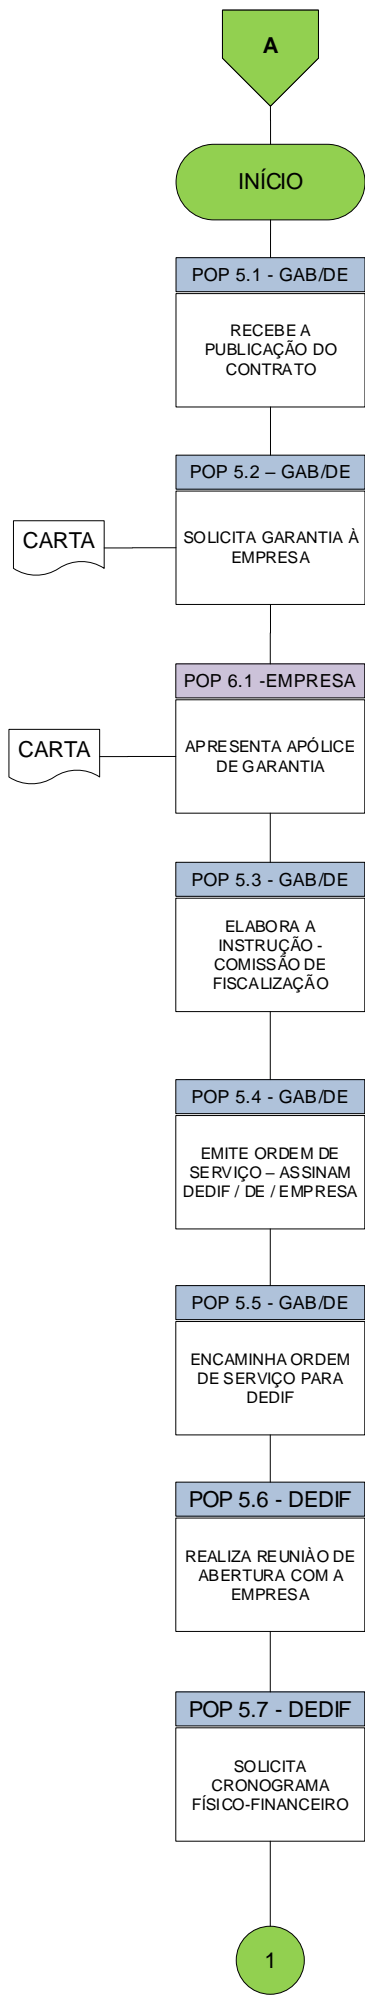 A
INÍCIO
POP 5.1 - GAB/DE
RECEBE A
PUBLICAÇÃO DO
CONTRATO
POP 5.2 – GAB/DE
CARTA
SOLICITA GARANTIA À
EMPRESA
POP 6.1 -EMPRESA
CARTA
APRESENTA APÓLICE
DE GARANTIA
POP 5.3 - GAB/DE
ELABORA A
INSTRUÇÃO -
COMISSÃO DE
FISCALIZAÇÃO
POP 5.4 - GAB/DE
EMITE ORDEM DE
SERVIÇO – ASSINAM
DEDIF / DE / EMPRESA
POP 5.5 - GAB/DE
ENCAMINHA ORDEM
DE SERVIÇO PARA
DEDIF
POP 5.6 - DEDIF
REALIZA REUNIÀO DE
ABERTURA COM A
EMPRESA
POP 5.7 - DEDIF
SOLICITA
CRONOGRAMA
FÍSICO-FINANCEIRO
1